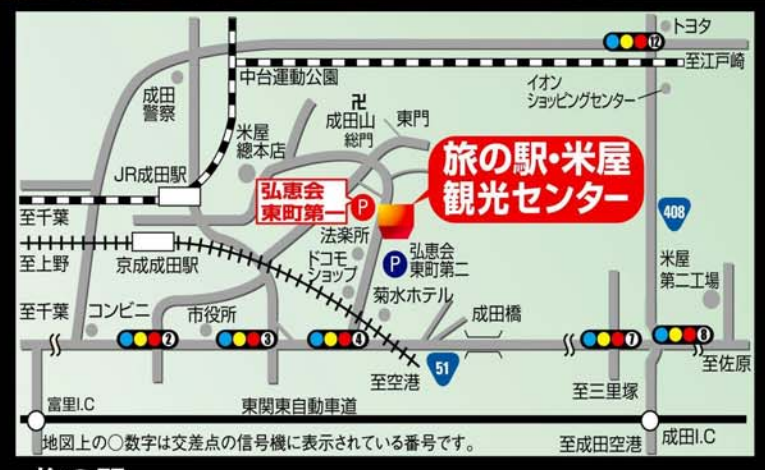 トヨタ
⑫
至江戸崎
中台運動公園
成田
警察
イオン
ショッピングセンター
卍
成田山
総門
東門
米屋
總本店
旅の駅・米屋
観光センター
JR成田駅
弘恵会
東町第一
P
408
至千葉
法楽所
P
弘恵会
東町第二
至上野
京成成田駅
ドコモ
ショップ
菊水ホテル
米屋
第二工場
至千葉
コンビニ
市役所
成田橋
②
③
④
⑦
⑧
至空港
51
至佐原
至三里塚
富里I.C
東関東自動車道
地図上の○数字は交差点の信号機に表示されている番号です。
至成田空港
成田I.C